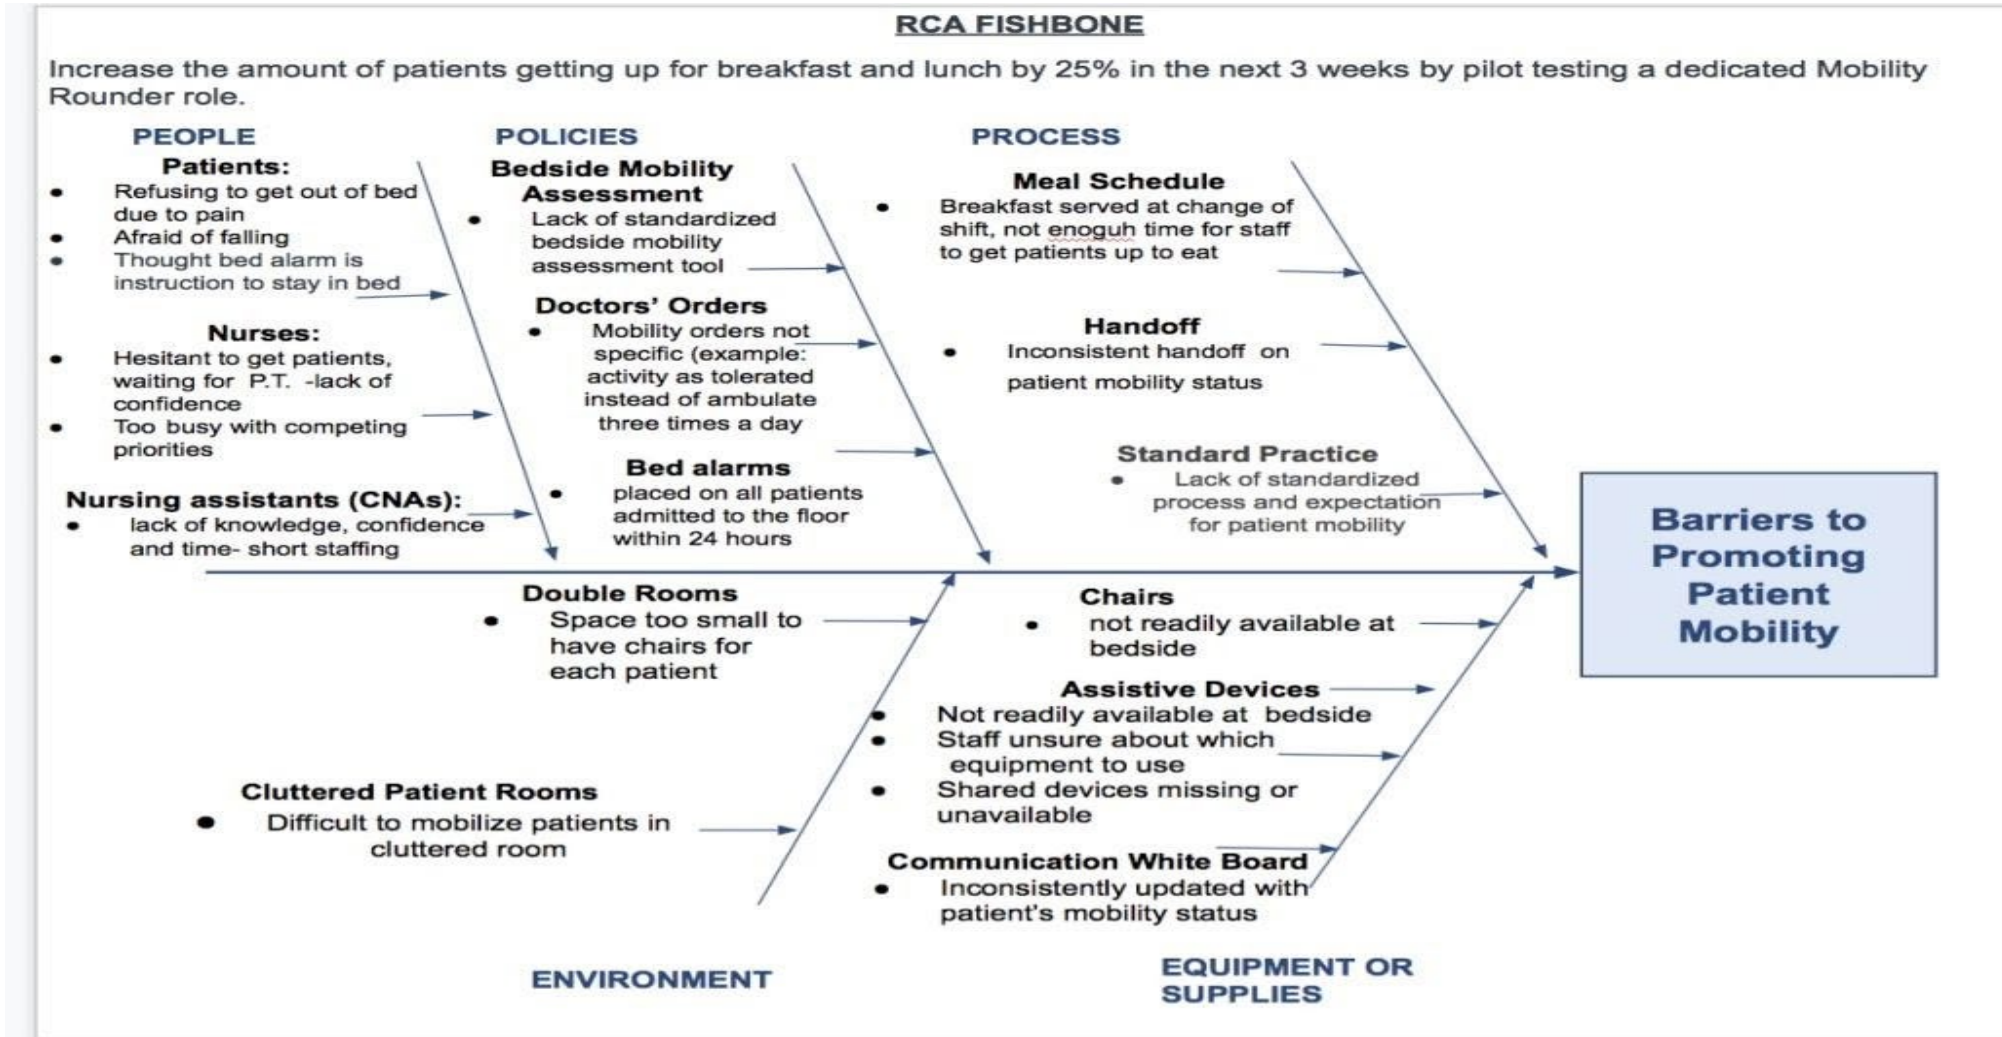 RCA FISHBONE
Increase the amount of patients getting up for breakfast and lunch by 25% in the next 3 weeks by pilot testing a dedicated Mobility
Rounder role.
PEOPLE
Patients:
• Refusing to get out of bed
due to pain
• Afraid of falling
• Thought bed alarm is
instruction to stay in bed
Nurses:
• Hesitant to get patients,
waiting for P.T. -lack of
confidence
• Too busy with competing
priorities
Nursing assistants (CNAs):
• lack of knowledge, confidence
and time- short staffing
POLICIES
Bedside Mobility
Assessment
• Lack of standardized
bedside mobility
assessment tool
Doctors' Orders
• Mobility orders not
specific (example:
activity as tolerated
instead of ambulate
three times a day
Bed alarms
• placed on all patients
admitted to the floor
within 24 hours
PROCESS
Meal Schedule
• Breakfast served at change of
shift, not enoguh time for staff
to get patients up to eat
Handoff
• Inconsistent handoff on
patient mobility status
Standard Practice
• Lack of standardized
process and expectation
for patient mobility
Barriers to
Promoting
Patient
Mobility
Double Rooms
• Space too small to
have chairs for
each patient
Cluttered Patient Rooms
• Difficult to mobilize patients in
cluttered room
ENVIRONMENT
Chairs
• not readily available at
bedside
Assistive Devices
• Not readily available at bedside
• Staff unsure about which
equipment to use
• Shared devices missing or
unavailable
Communication White Board
• Inconsistently updated with
patient's mobility status
EQUIPMENT OR
SUPPLIES